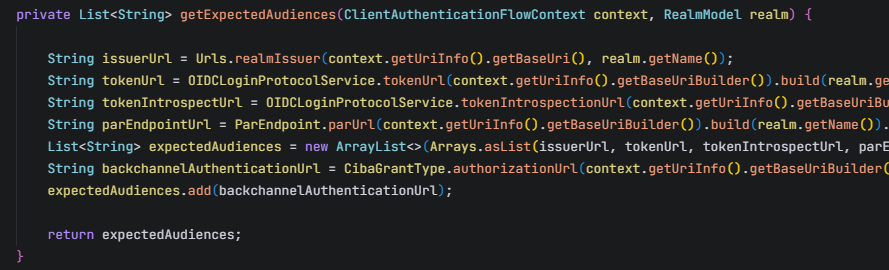 private List<String> getExpectedAudiences(ClientAuthenticationFlowContext context, RealmModel realm) {
String issuerUrl = Urls.realmIssuer(context.getUriInfo().getBaseUri(), realm.getName());
String tokenUrl = OIDCLoginProtocolService.tokenUrl(context.getUriInfo().getBaseUriBuilder()).build(realm.ge
String tokenIntrospectUrl = OIDCLoginProtocolService.tokenIntrospectionUrl(context.getUriInfo().getBaseUriBu
String parEndpointUrl = ParEndpoint.parUrl(context.getUriInfo().getBaseUriBuilder()).build(realm.getName()).
List<String> expectedAudiences = new ArrayList<>(Arrays.asList(issuerUrl, tokenUrl, tokenIntrospectUrl, parE
String backchannelAuthenticationUrl = CibaGrantType.authorizationUrl(context.getUriInfo().getBaseUriBuilder(
expectedAudiences.add(backchannelAuthenticationUrl);
return expectedAudiences;
}